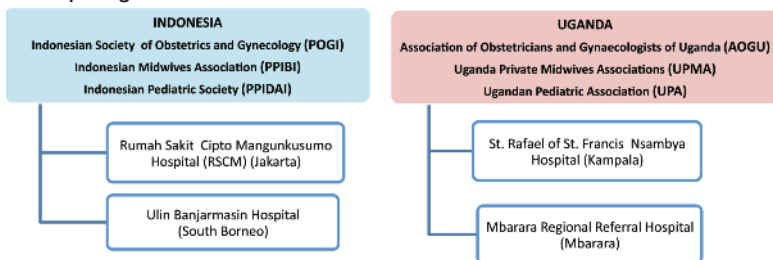 INDONESIA
Indonesian Society of Obstetrics and Gynecology (POGI)
Indonesian Midwives Association (PPIBI)
Indonesian Pediatric Society (PPIDAI)
Rumah Sakit Cipto Mangunkusumo
Hospital (RSCM) (Jakarta)
Ulin Banjarmasin Hospital
(South Borneo)
UGANDA
Association of Obstetricians and Gynaecologists of Uganda (AOGU)
Uganda Private Midwives Associations (UPMA)
Ugandan Pediatric Association (UPA)
St. Rafael of St. Francis Nsambya
Hospital (Kampala)
Mbarara Regional Referral Hospital
(Mbarara)